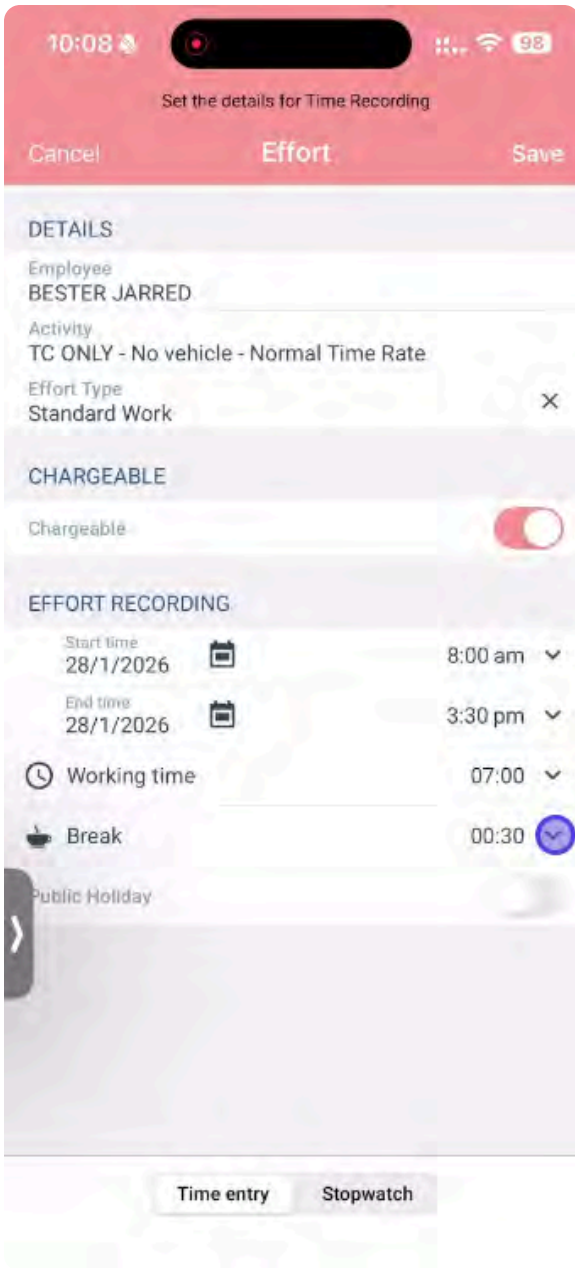 10:08
98
Set the details for Time Recording
Cancel Effort Save
DETAILS
Employee
BESTER JARRED
Activity
TC ONLY - No vehicle - Normal Time Rate
Effort Type
Standard Work
CHARGEABLE
Chargeable
EFFORT RECORDING
Start time
28/1/2026 8:00 am
End time
28/1/2026 3:30 pm
Working time 07:00
Break 00:30
Public Holiday
Time entry Stopwatch